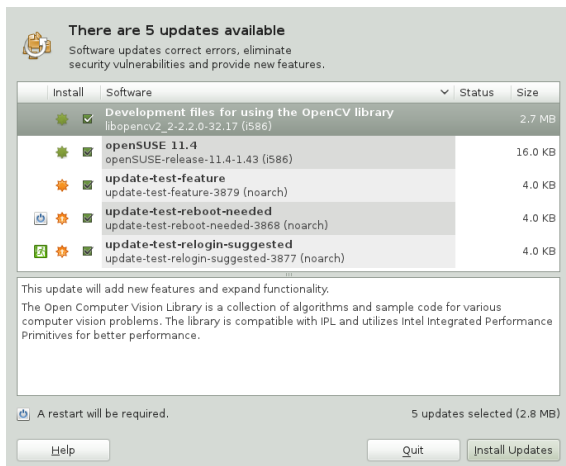 There are 5 updates available
Software updates correct errors, eliminate
security vulnerabilities and provide new features.
Install Software Status Size
Development files for using the OpenCV library
libopencv2_2-2.2.0-32.17 (i586)
2.7 MB
openSUSE 11.4
openSUSE-release-11.4-1.43 (i586)
16.0 KB
update-test-feature
update-test-feature-3879 (noarch)
4.0 KB
update-test-reboot-needed
update-test-reboot-needed-3868 (noarch)
4.0 KB
update-test-relogin-suggested
update-test-relogin-suggested-3877 (noarch)
4.0 KB
This update will add new features and expand functionality.
The Open Computer Vision Library is a collection of algorithms and sample code for various
computer vision problems. The library is compatible with IPL and utilizes Intel Integrated Performance
Primitives for better performance.
A restart will be required. 5 updates selected (2.8 MB)
Help Quit Install Updates